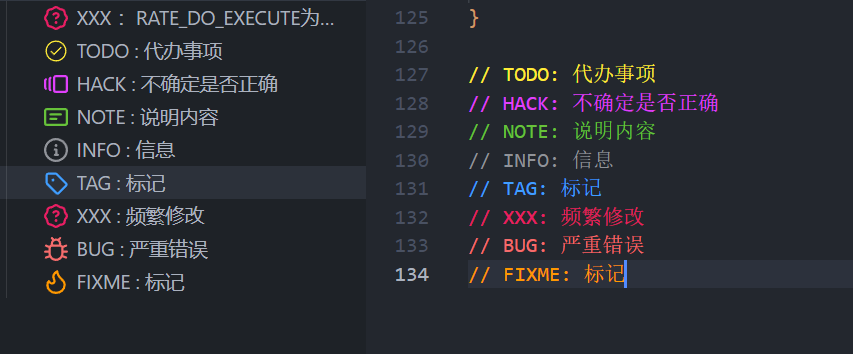 XXX： RATE_DO_EXECUTE为...
TODO : 代办事项
HACK : 不确定是否正确
NOTE : 说明内容
INFO : 信息
TAG : 标记
XXX : 频繁修改
BUG : 严重错误
FIXME : 标记
125 }
126
127 // TODO: 代办事项
128 // HACK: 不确定是否正确
129 // NOTE: 说明内容
130 // INFO: 信息
131 // TAG: 标记
132 // XXX: 频繁修改
133 // BUG: 严重错误
134 // FIXME: 标记